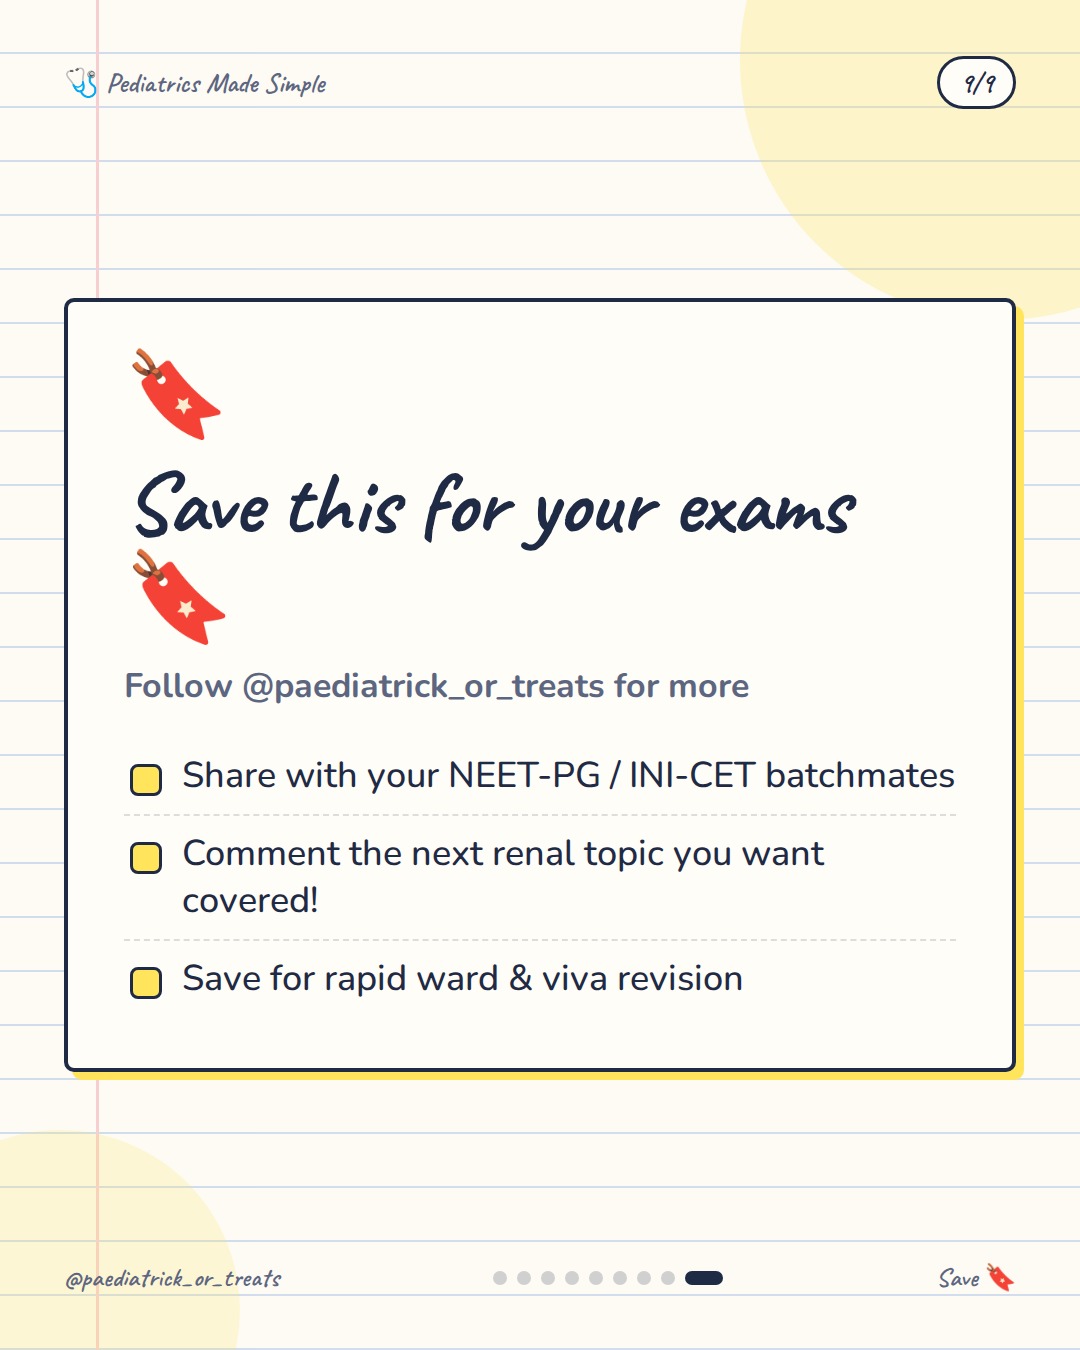 Pediatrics Made Simple
9/9
Save this for your exams
Follow @paediatrick_or_treats for more
Share with your NEET-PG / INI-CET batchmates
Comment the next renal topic you want
covered!
Save for rapid ward & viva revision
@paediatrick_or_treats
Save